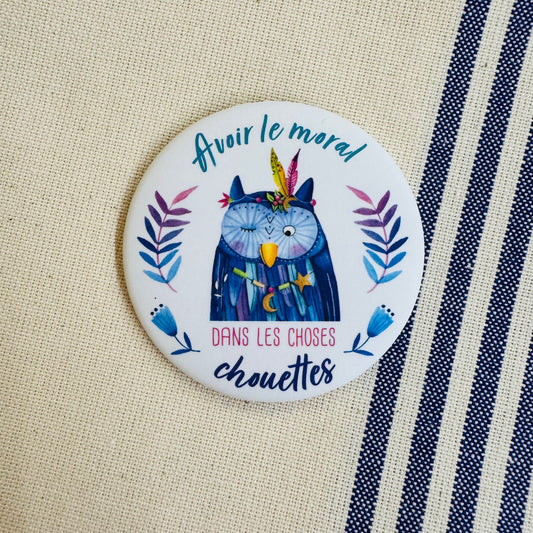 Avoir le moral
DANS LES CHOSES
chouettes